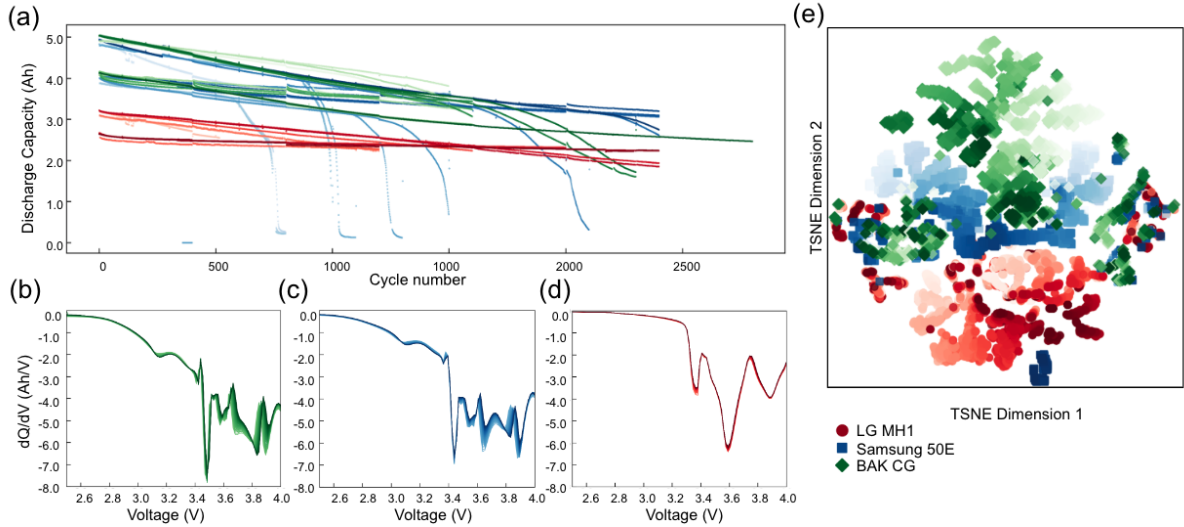 (a)
Discharge Capacity (Ah)
5.0
4.0
3.0
2.0
1.0
0.0
0 500 1000 1000 2000 2500
Cycle number
(b)
dQ/dV (Ah/V)
0.0
-1.0
-2.0
-3.0
-4.0
-5.0
-6.0
-7.0
-8.0
2.6 2.8 3.0 3.2 3.4 3.6 3.8 4.0
Voltage (V)
(c)
0.0
-1.0
-2.0
-3.0
-4.0
-5.0
-6.0
-7.0
-8.0
2.6 2.8 3.0 3.2 3.4 3.6 3.8 4.0
Voltage (V)
(d)
0.0
-1.0
-2.0
-3.0
-4.0
-5.0
-6.0
-7.0
-8.0
2.6 2.8 3.0 3.2 3.4 3.6 3.8 4.0
Voltage (V)
(e)
TSNE Dimension 2
TSNE Dimension 1
LG MH1
Samsung 50E
BAK CG